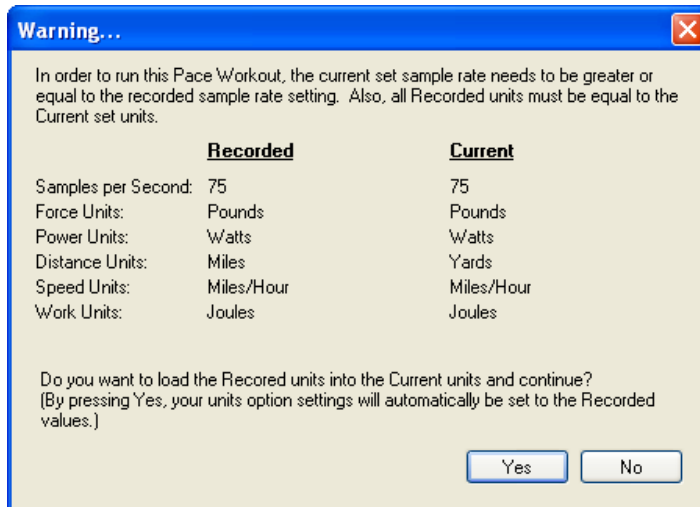 Warning...
In order to run this Pace Workout, the current set sample rate needs to be greater or
equal to the recorded sample rate setting.  Also, all Recorded units must be equal to the
Current set units.
Recorded Current
Samples per Second: 75 75
Force Units: Pounds Pounds
Power Units: Watts Watts
Distance Units: Miles Yards
Speed Units: Miles/Hour Miles/Hour
Work Units: Joules Joules
Do you want to load the Recored units into the Current units and continue?
(By pressing Yes, your units option settings will automatically be set to the Recorded
values.)
Yes No